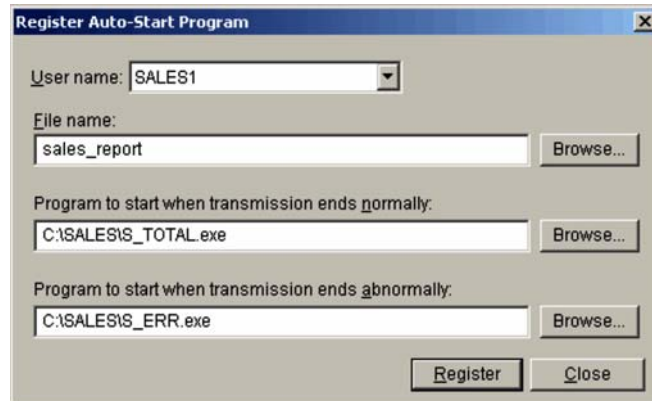 Register Auto-Start Program
User name: SALES1
File name:
sales_report Browse...
Program to start when transmission ends normally:
C:\SALES\S_TOTAL.exe Browse...
Program to start when transmission ends abnormally:
C:\SALES\S_ERR.exe Browse...
Register Close